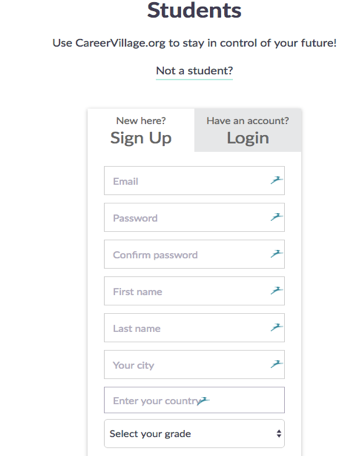 Students
Use CareerVillage.org to stay in control of your future!
Not a student?
New here?
Sign Up
Have an account?
Login
Email
Password
Confirm password
First name
Last name
Your city
Enter your country
Select your grade